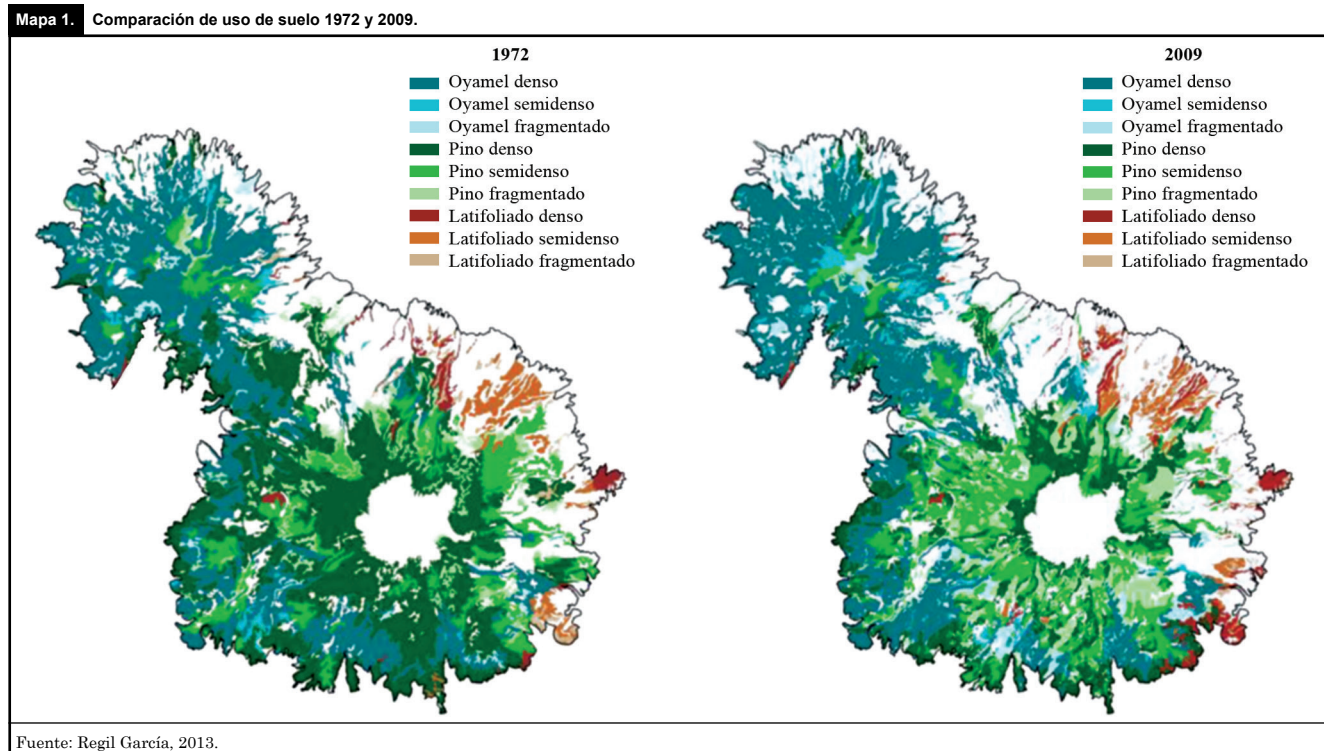 Mapa 1. Comparación de uso de suelo 1972 y 2009.
1972
Oyamel denso
Oyamel semidenso
Oyamel fragmentado
Pino denso
Pino semidenso
Pino fragmentado
Latifoliado denso
Latifoliado semidenso
Latifoliado fragmentado
2009
Oyamel denso
Oyamel semidenso
Oyamel fragmentado
Pino denso
Pino semidenso
Pino fragmentado
Latifoliado denso
Latifoliado semidenso
Latifoliado fragmentado
Fuente: Regil García, 2013.